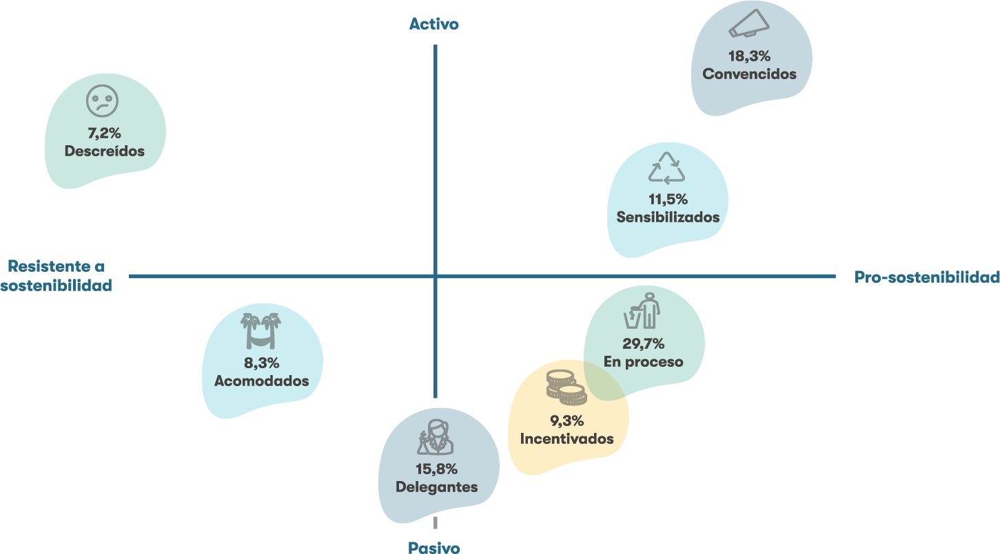 Activo
18,3%
Convencidos
7,2%
Descreídos
11,5%
Sensibilizados
Resistente a
sostenibilidad
Pro-sostenibilidad
29,7%
En proceso
8,3%
Acomodados
9,3%
Incentivados
15,8%
Delegantes
Pasivo